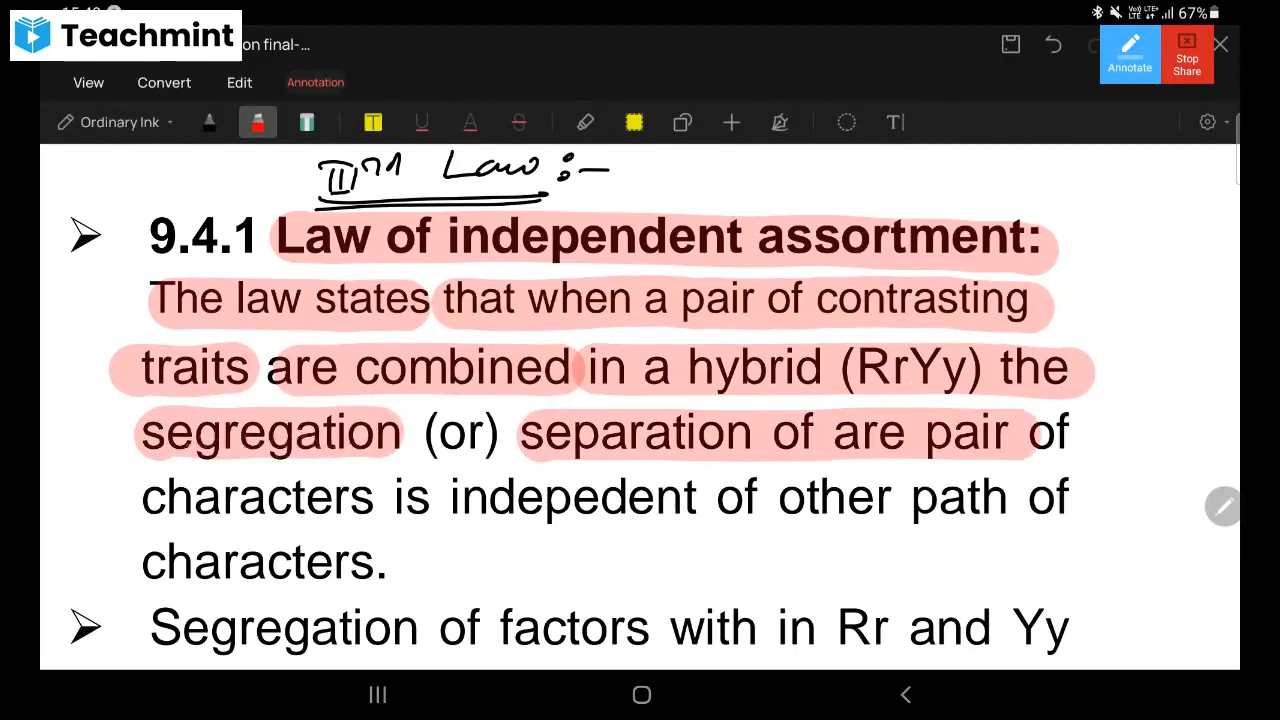 67%
Teachmint
on final-...
Annotate
Stop Share
View Convert Edit Annotation
Ordinary Ink
Law :-
➢ 9.4.1 Law of independent assortment:
The law states that when a pair of contrasting
traits are combined in a hybrid (RrYy) the
segregation (or) separation of are pair of
characters is indepedent of other path of
characters.
➢ Segregation of factors with in Rr and Yy